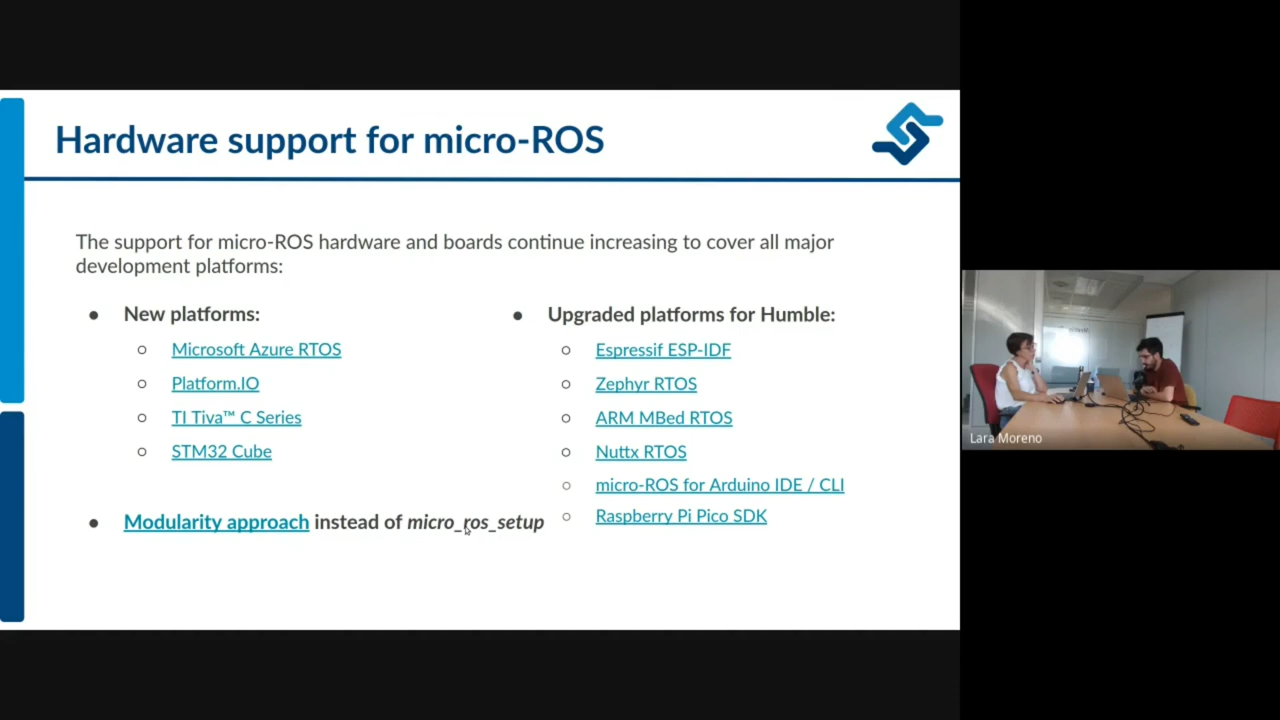 Hardware support for micro-ROS
The support for micro-ROS hardware and boards continue increasing to cover all major
development platforms:
● New platforms:
○ Microsoft Azure RTOS
○ Platform.IO
○ TI Tiva™ C Series
○ STM32 Cube
● Modularity approach instead of micro_ros_setup
● Upgraded platforms for Humble:
○ Espressif ESP-IDF
○ Zephyr RTOS
○ ARM MBed RTOS
○ Nuttx RTOS
○ micro-ROS for Arduino IDE / CLI
○ Raspberry Pi Pico SDK
Lara Moreno